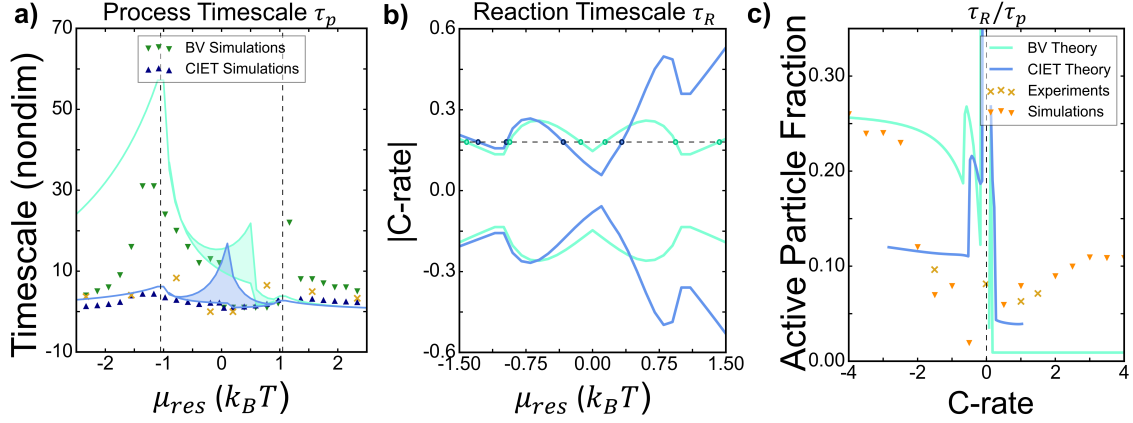 a)
Process Timescale τp
Timescale (nondim)
70
50
30
10
-10
BV Simulations
CIET Simulations
-2
-1
0
1
2
μres (kBT)
b)
Reaction Timescale τR
|C-rate|
0.6
0.3
0.0
-0.3
-0.6
-1.50
-0.75
0.00
0.75
1.50
μres (kBT)
c)
τR/τp
Active Particle Fraction
0.30
0.20
0.10
0.00
BV Theory
CIET Theory
Experiments
Simulations
-4
-2
0
2
4
C-rate